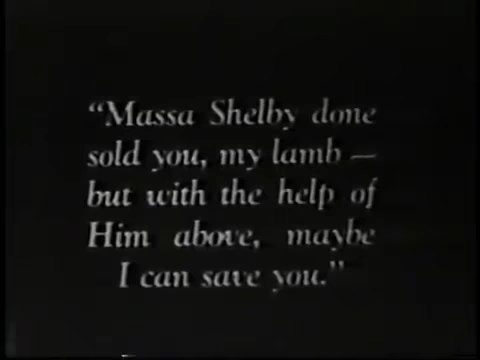 “Massa Shelby done
sold you, my lamb —
but with the help of
Him above, maybe
I can save you.”